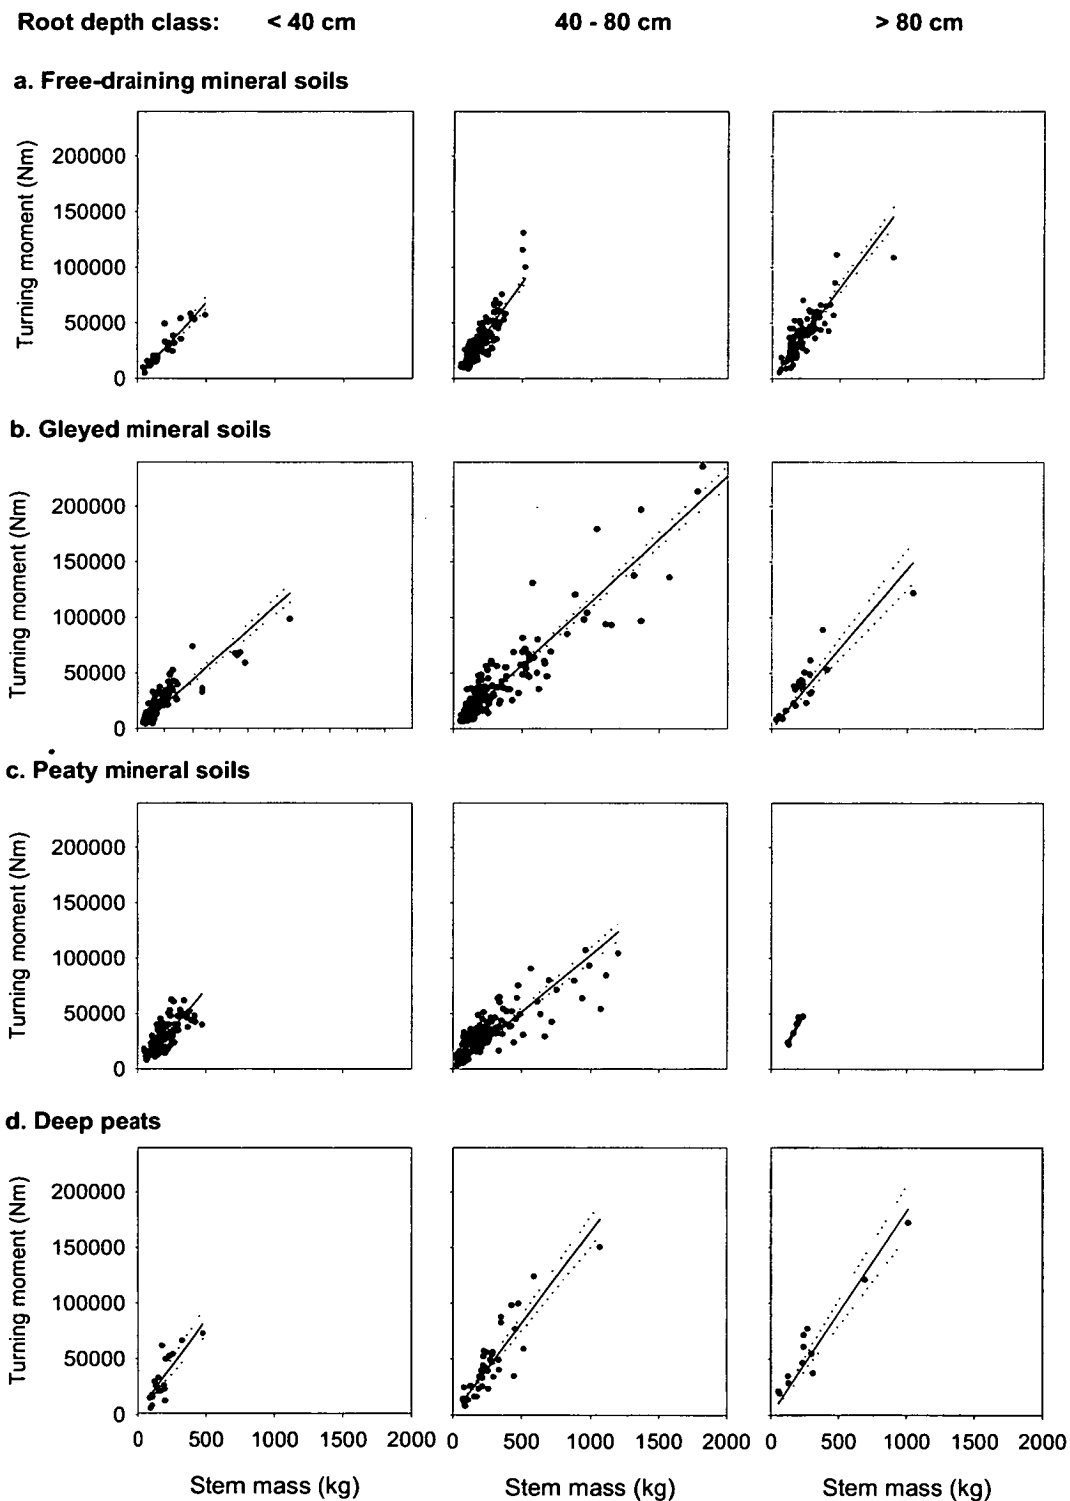 Root depth class: < 40 cm 40 - 80 cm > 80 cm
a. Free-draining mineral soils
Turning moment (Nm)
200000
150000
100000
50000
0
b. Gleyed mineral soils
Turning moment (Nm)
200000
150000
100000
50000
0
c. Peaty mineral soils
Turning moment (Nm)
200000
150000
100000
50000
0
d. Deep peats
Turning moment (Nm)
200000
150000
100000
50000
0
0 500 1000 1500 2000 0 500 1000 1500 2000 0 500 1000 1500 2000
Stem mass (kg) Stem mass (kg) Stem mass (kg)